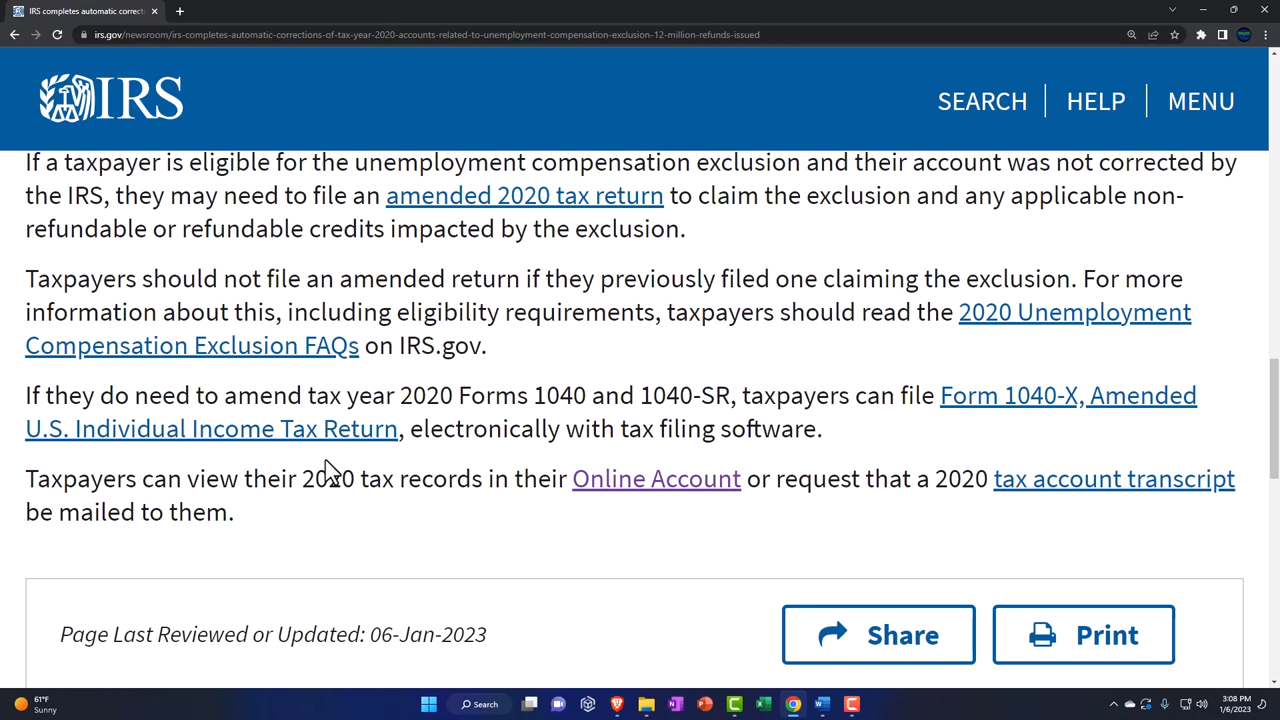 IRS completes automatic correcti
irs.gov/newsroom/irs-completes-automatic-corrections-of-tax-year-2020-accounts-related-to-unemployment-compensation-exclusion-12-million-refunds-issued
IRS
SEARCH
HELP
MENU
If a taxpayer is eligible for the unemployment compensation exclusion and their account was not corrected by
the IRS, they may need to file an amended 2020 tax return to claim the exclusion and any applicable non-
refundable or refundable credits impacted by the exclusion.
Taxpayers should not file an amended return if they previously filed one claiming the exclusion. For more
information about this, including eligibility requirements, taxpayers should read the 2020 Unemployment
Compensation Exclusion FAQs on IRS.gov.
If they do need to amend tax year 2020 Forms 1040 and 1040-SR, taxpayers can file Form 1040-X, Amended
U.S. Individual Income Tax Return, electronically with tax filing software.
Taxpayers can view their 2020 tax records in their Online Account or request that a 2020 tax account transcript
be mailed to them.
Page Last Reviewed or Updated: 06-Jan-2023
Share
Print
61°F
Sunny
Search
3:08 PM
1/6/2023